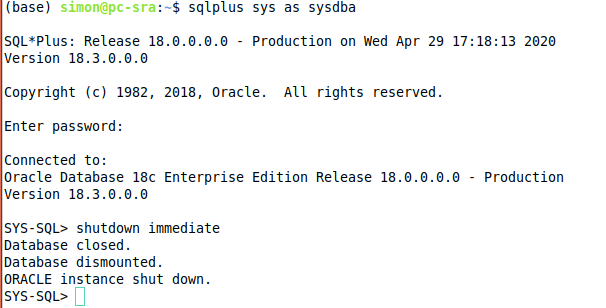 (base) simon@pc-sra:~$ sqlplus sys as sysdba
SQL*Plus: Release 18.0.0.0.0 - Production on Wed Apr 29 17:18:13 2020
Version 18.3.0.0.0
Copyright (c) 1982, 2018, Oracle.  All rights reserved.
Enter password:
Connected to:
Oracle Database 18c Enterprise Edition Release 18.0.0.0.0 - Production
Version 18.3.0.0.0
SYS-SQL> shutdown immediate
Database closed.
Database dismounted.
ORACLE instance shut down.
SYS-SQL>